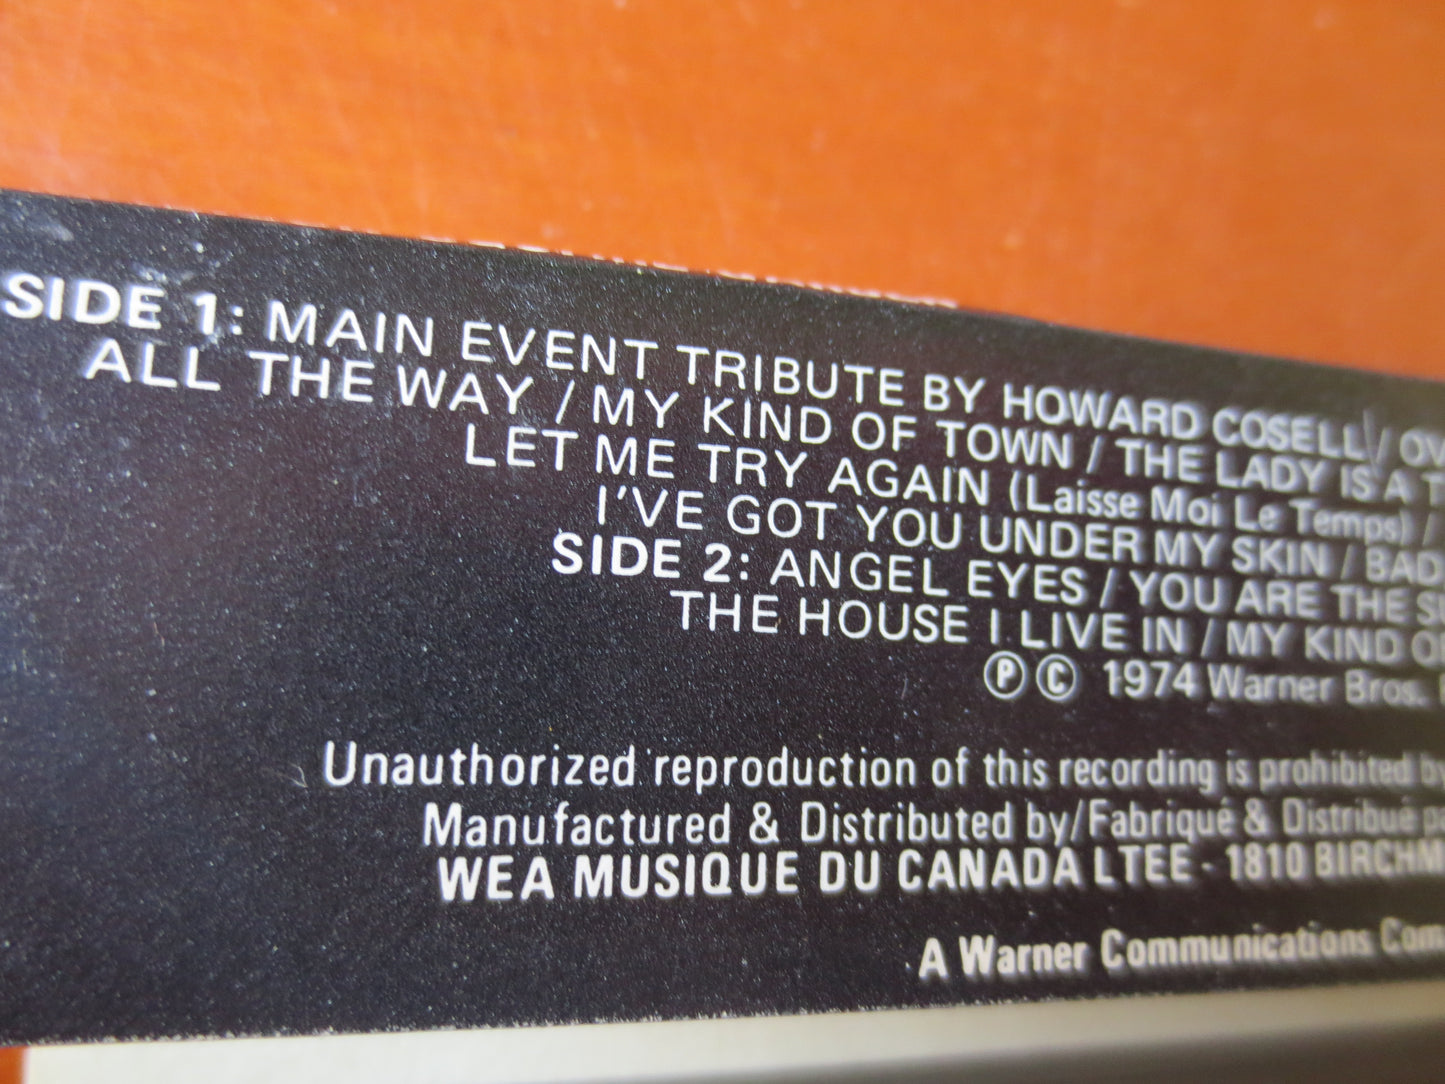 SIDE 1: MAIN EVENT TRIBUTE BY HOWARD COSELL /
ALL THE WAY / MY KIND OF TOWN / THE LADY IS A
LET ME TRY AGAIN (Laisse Moi Le Temps) /
I'VE GOT YOU UNDER MY SKIN / BAD
SIDE 2: ANGEL EYES / YOU ARE THE
THE HOUSE I LIVE IN / MY KIND
Ⓟ © 1974 Warner Bros.
Unauthorized reproduction of this recording is prohibited
Manufactured & Distributed by/Fabriqué & Distribué
WEA MUSIQUE DU CANADA LTEE - 1810
A Warner Communications